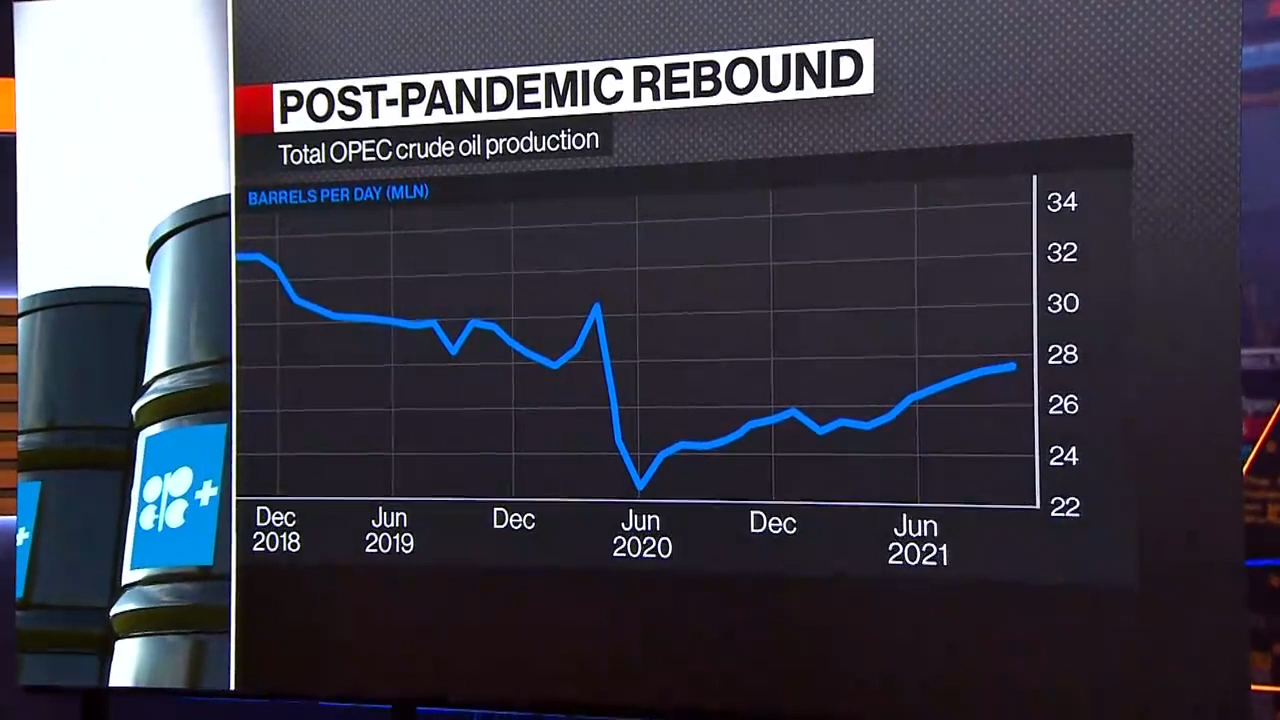 POST-PANDEMIC REBOUND
Total OPEC crude oil production
BARRELS PER DAY (MLN)
34
32
30
28
26
24
22
Dec 2018
Jun 2019
Dec
Jun 2020
Dec
Jun 2021